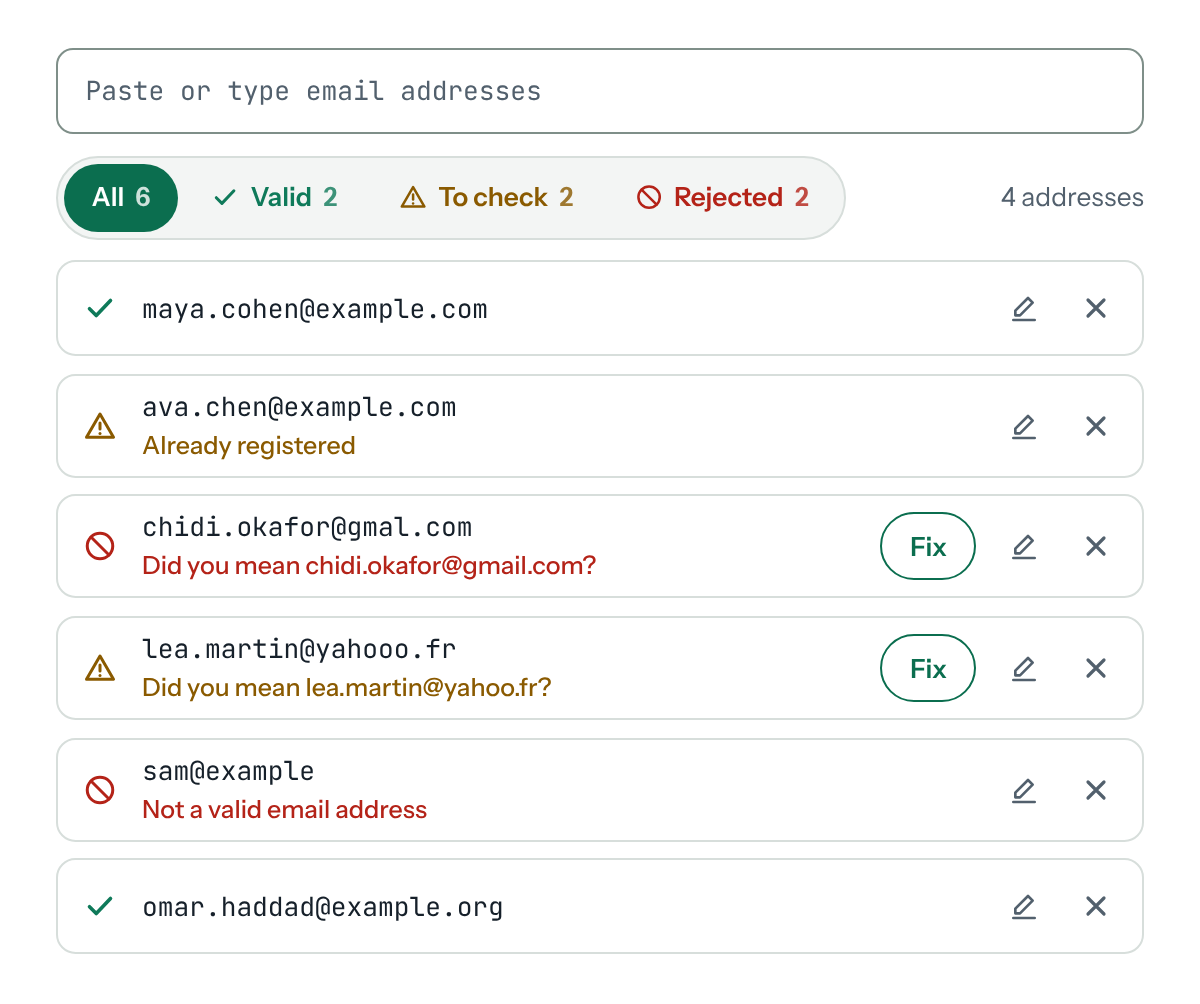 Paste or type email addresses
All 6 Valid 2 To check 2 Rejected 2 4 addresses
maya.cohen@example.com
ava.chen@example.com
Already registered
chidi.okafor@gmal.com
Did you mean chidi.okafor@gmail.com?
Fix
lea.martin@yahooo.fr
Did you mean lea.martin@yahoo.fr?
Fix
sam@example
Not a valid email address
omar.haddad@example.org